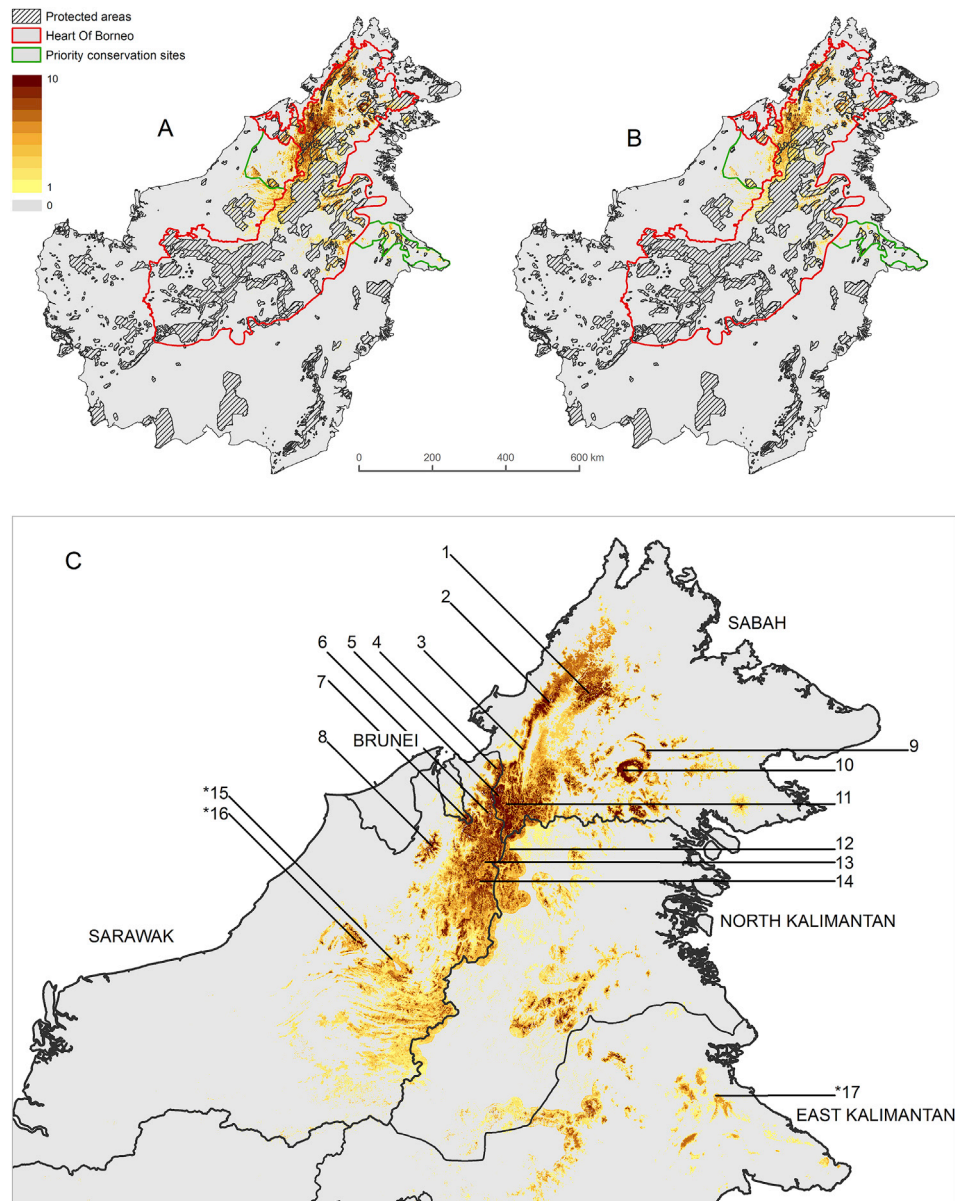 Protected areas
Heart Of Borneo
Priority conservation sites
10
1
0
A
B
0 200 400 600 km
C
1
2
SABAH
6 5 4 3
7
BRUNEI
8
9
10
*15
*16
11
12
13
14
SARAWAK
NORTH KALIMANTAN
*17
EAST KALIMANTAN